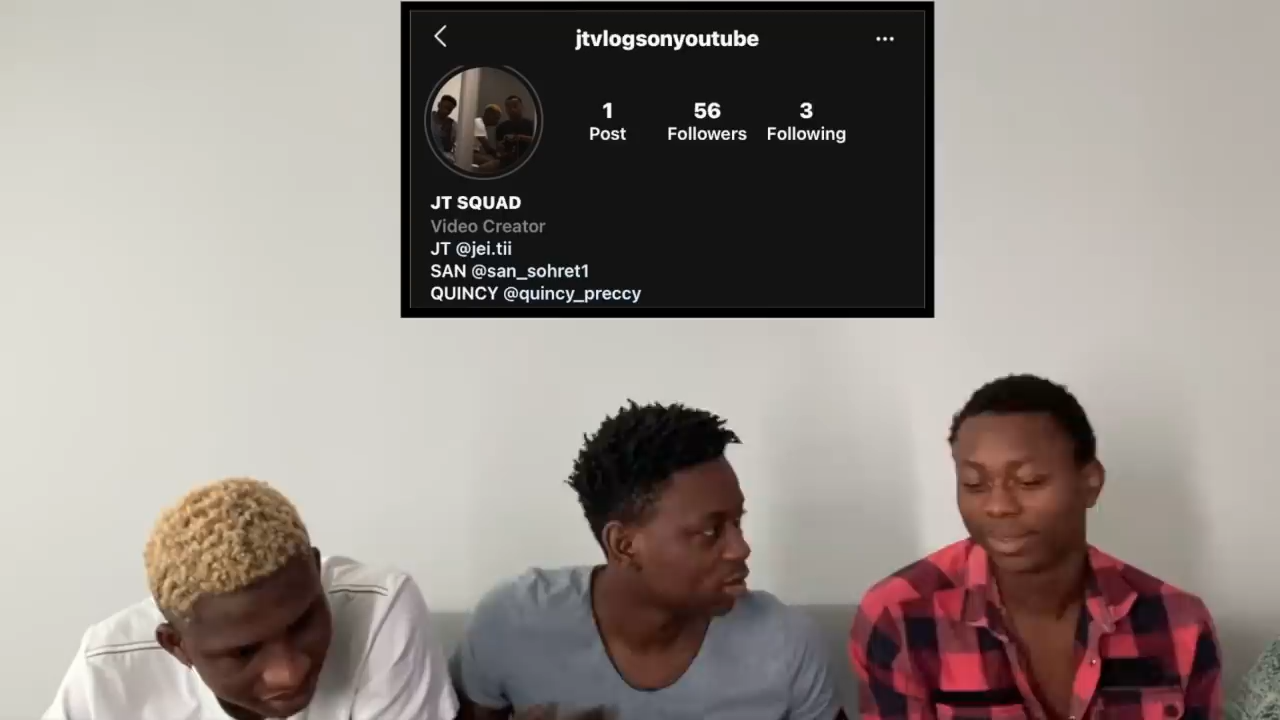 jtvlogsonyoutube
1 56 3
Post Followers Following
JT SQUAD
Video Creator
JT @jei.tii
SAN @san_sohret1
QUINCY @quincy_preccy